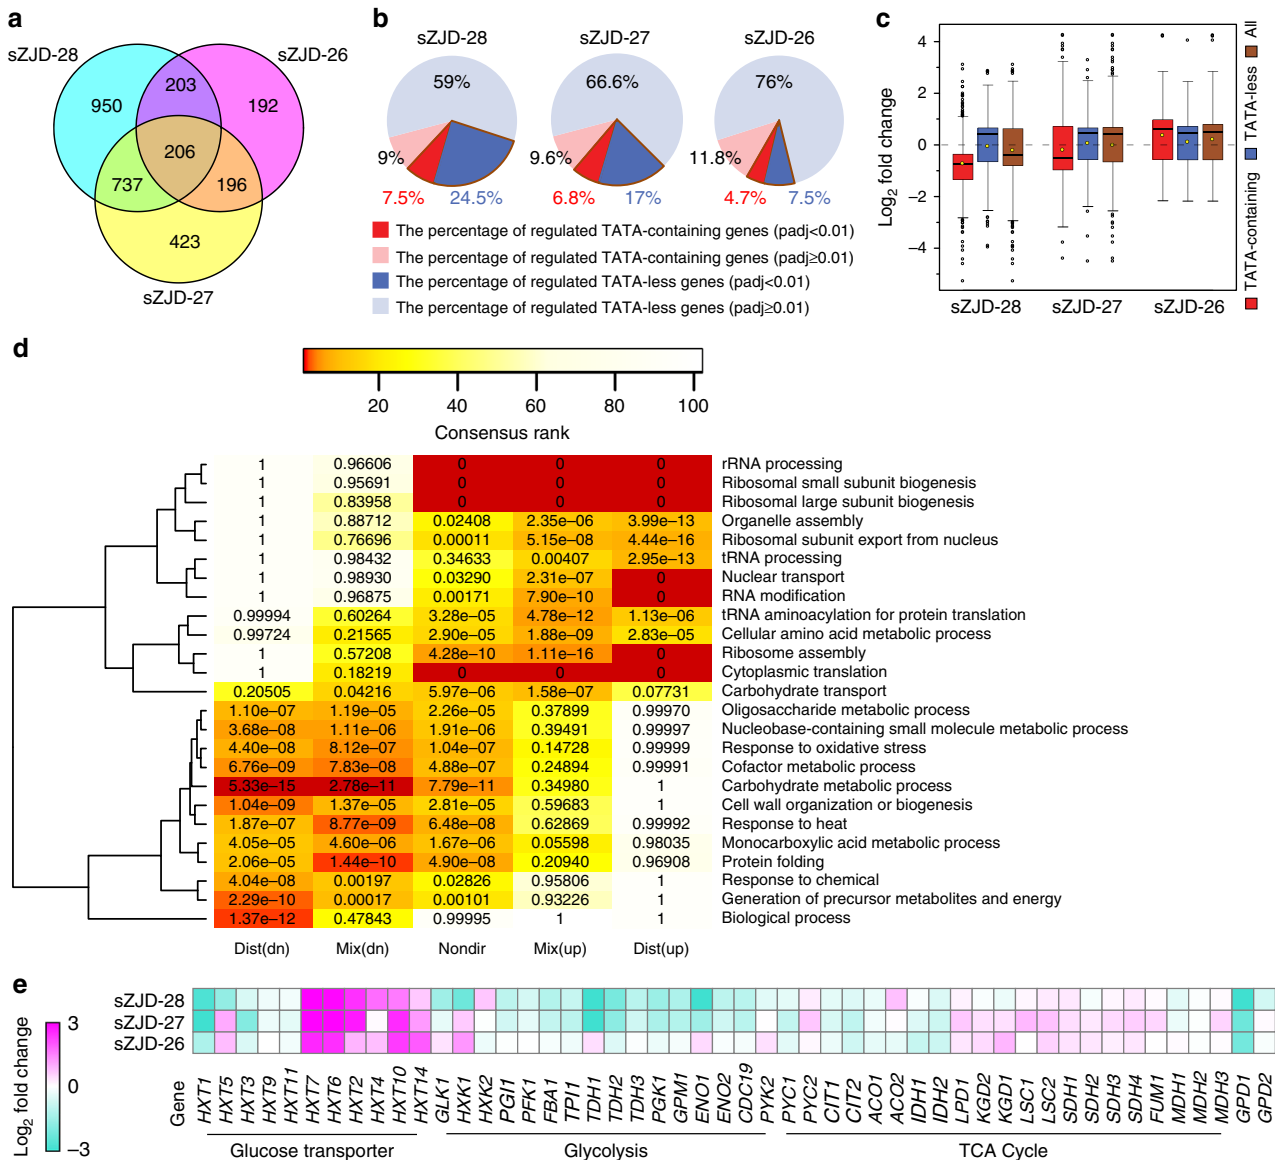 a
sZJD-28
sZJD-26
950
203
192
206
737
196
423
sZJD-27
b
sZJD-28 sZJD-27 sZJD-26
59% 66.6% 76%
9% 9.6% 11.8%
7.5% 24.5% 6.8% 17% 4.7% 7.5%
The percentage of regulated TATA-containing genes (padj<0.01)
The percentage of regulated TATA-containing genes (padj≥0.01)
The percentage of regulated TATA-less genes (padj<0.01)
The percentage of regulated TATA-less genes (padj≥0.01)
c
Log2 fold change
4
2
0
−2
−4
sZJD-28 sZJD-27 sZJD-26
TATA-containing TATA-less All
d
20 40 60 80 100
Consensus rank
1 0.96606 0 0 0 rRNA processing
1 0.95691 0 0 0 Ribosomal small subunit biogenesis
1 0.83958 0 0 0 Ribosomal large subunit biogenesis
1 0.88712 0.02408 2.35e−06 3.99e−13 Organelle assembly
1 0.76696 0.00011 5.15e−08 4.44e−16 Ribosomal subunit export from nucleus
1 0.98432 0.34633 0.00407 2.95e−13 tRNA processing
1 0.98930 0.03290 2.31e−07 0 Nuclear transport
1 0.96875 0.00171 7.90e−10 0 RNA modification
0.99994 0.60264 3.28e−05 4.78e−12 1.13e−06 tRNA aminoacylation for protein translation
0.99724 0.21565 2.90e−05 1.88e−09 2.83e−05 Cellular amino acid metabolic process
1 0.57208 4.28e−10 1.11e−16 0 Ribosome assembly
1 0.18219 0 0 0 Cytoplasmic translation
0.20505 0.04216 5.97e−06 1.58e−07 0.07731 Carbohydrate transport
1.10e−07 1.19e−05 2.26e−05 0.37899 0.99970 Oligosaccharide metabolic process
3.68e−08 1.11e−06 1.91e−06 0.39491 0.99997 Nucleobase-containing small molecule metabolic process
4.40e−08 8.12e−07 1.04e−07 0.14728 0.99999 Response to oxidative stress
6.76e−09 7.83e−08 4.88e−07 0.24894 0.99991 Cofactor metabolic process
5.33e−15 2.78e−11 7.79e−11 0.34980 1 Carbohydrate metabolic process
1.04e−09 1.37e−05 2.81e−05 0.59683 1 Cell wall organization or biogenesis
1.87e−07 8.77e−09 6.48e−08 0.62869 0.99992 Response to heat
4.05e−05 4.60e−06 1.67e−06 0.05598 0.98035 Monocarboxylic acid metabolic process
2.06e−05 1.44e−10 4.90e−08 0.20940 0.96908 Protein folding
4.04e−08 0.00197 0.02826 0.95806 1 Response to chemical
2.29e−10 0.00017 0.00101 0.93226 1 Generation of precursor metabolites and energy
1.37e−12 0.47843 0.99995 1 1 Biological process
Dist(dn) Mix(dn) Nondir Mix(up) Dist(up)
e
Log2 fold change
3
0
−3
sZJD-28
sZJD-27
sZJD-26
Gene HXT1 HXT5 HXT3 HXT9 HXT11 HXT7 HXT6 HXT2 HXT4 HXT10 HXT14 GLK1 HXK1 HXK2 PGI1 PFK1 FBA1 TPI1 TDH1 TDH2 TDH3 PGK1 GPM1 ENO1 ENO2 CDC19 PYK2 PYC1 PYC2 CIT1 CIT2 ACO1 ACO2 IDH1 IDH2 LPD1 KGD2 KGD1 LSC1 LSC2 SDH1 SDH2 SDH3 SDH4 FUM1 MDH1 MDH2 MDH3 GPD1 GPD2
Glucose transporter Glycolysis TCA Cycle